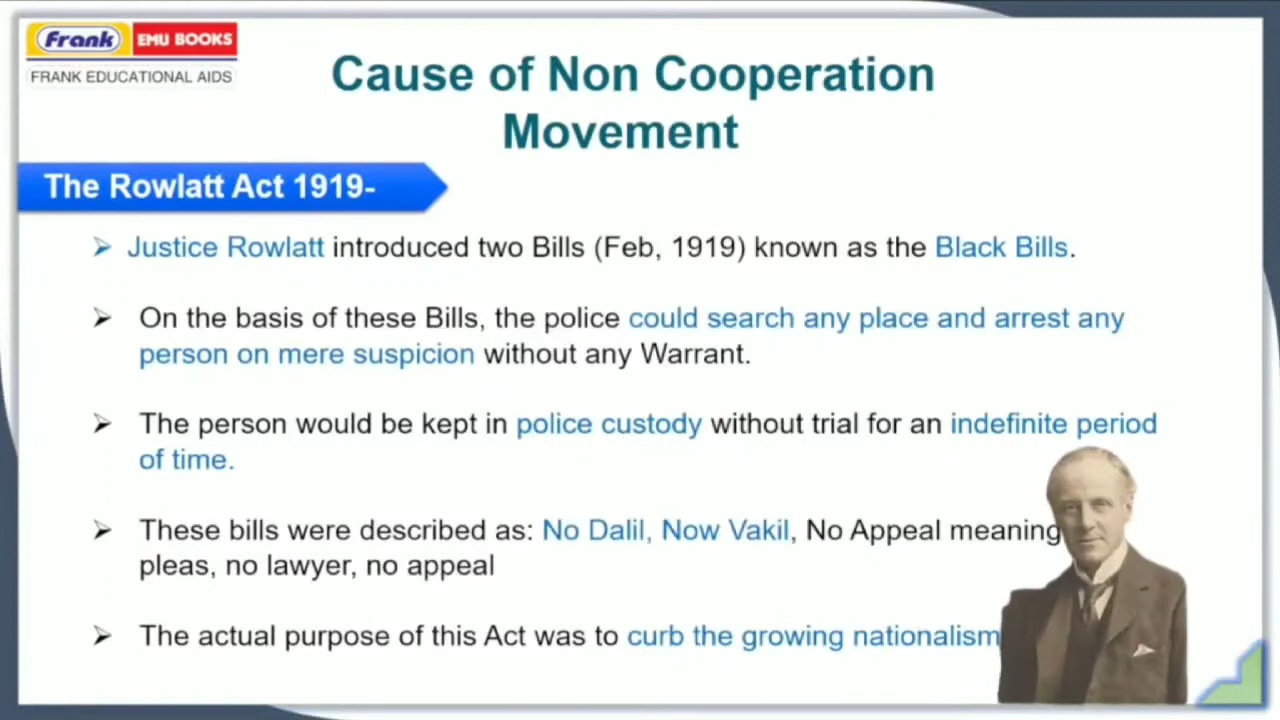 Frank EMU BOOKS
FRANK EDUCATIONAL AIDS
Cause of Non Cooperation
Movement
The Rowlatt Act 1919-
➢ Justice Rowlatt introduced two Bills (Feb, 1919) known as the Black Bills.
➢ On the basis of these Bills, the police could search any place and arrest any
person on mere suspicion without any Warrant.
➢ The person would be kept in police custody without trial for an indefinite period
of time.
➢ These bills were described as: No Dalil, Now Vakil, No Appeal meaning
pleas, no lawyer, no appeal
➢ The actual purpose of this Act was to curb the growing nationalism